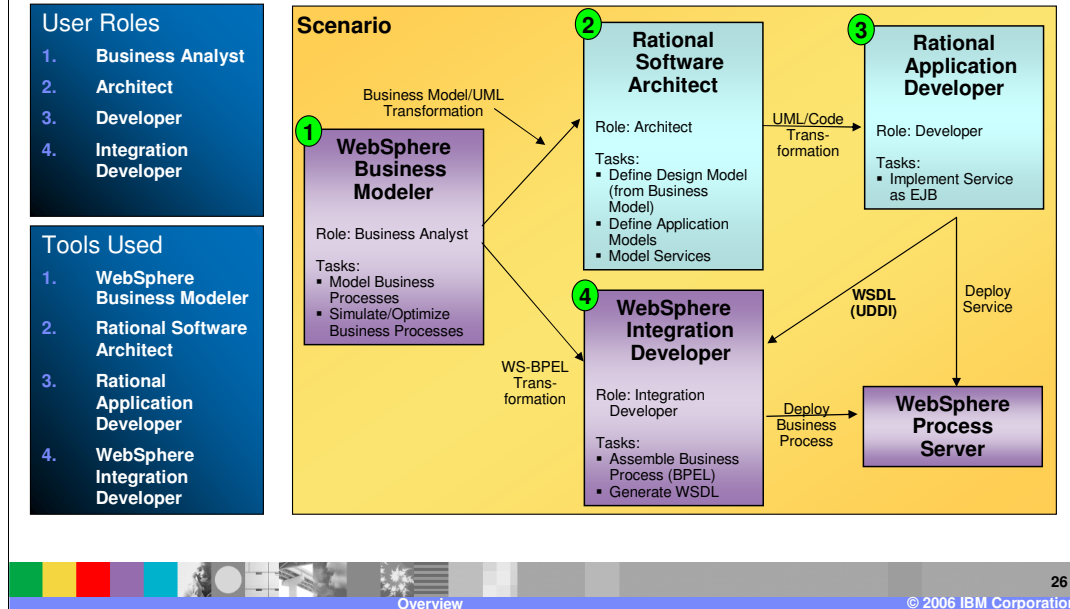 User Roles
1. Business Analyst
2. Architect
3. Developer
4. Integration
Developer
Tools Used
1. WebSphere
Business Modeler
2. Rational Software
Architect
3. Rational
Application
Developer
4. WebSphere
Integration
Developer
Scenario
1
WebSphere
Business
Modeler
Role: Business Analyst
Tasks:
▪ Model Business
Processes
▪ Simulate/Optimize
Business Processes
Business Model/UML
Transformation
2
Rational
Software
Architect
Role: Architect
Tasks:
▪ Define Design Model
(from Business
Model)
▪ Define Application
Models
▪ Model Services
UML/Code
Trans-
formation
3
Rational
Application
Developer
Role: Developer
Tasks:
▪ Implement Service
as EJB
WS-BPEL
Trans-
formation
4
WebSphere
Integration
Developer
Role: Integration
Developer
Tasks:
▪ Assemble Business
Process (BPEL)
▪ Generate WSDL
WSDL
(UDDI)
Deploy
Service
Deploy
Business
Process
WebSphere
Process
Server
26
Overview
© 2006 IBM Corporation